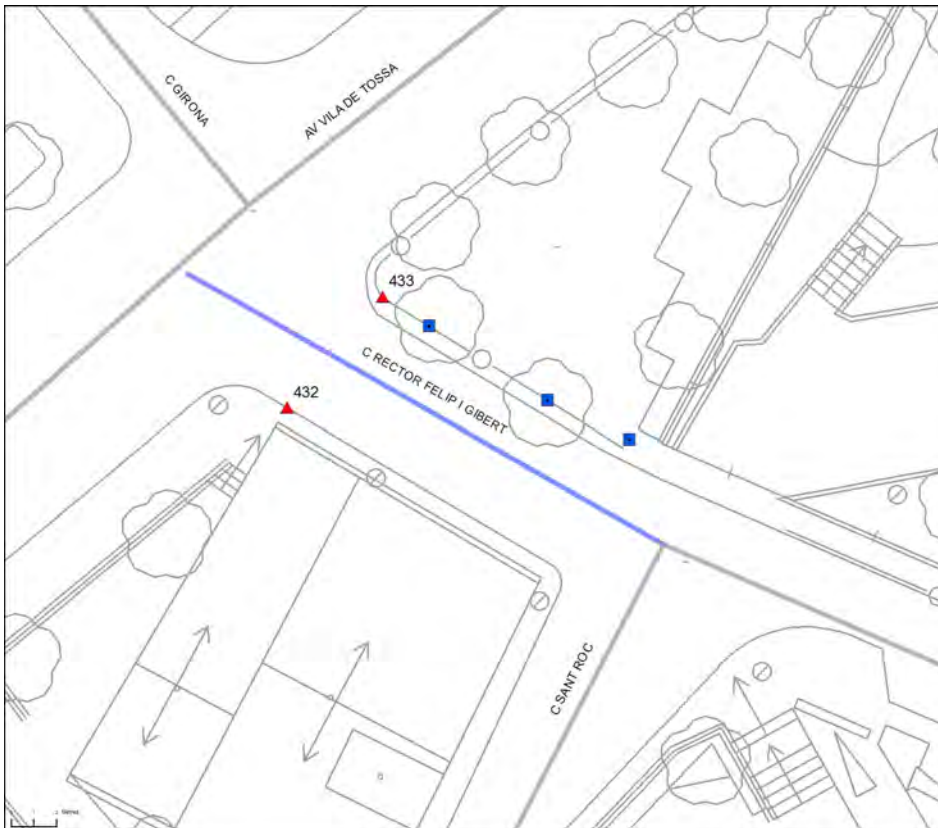 C GIRONA
AV VILA DE TOSSA
433
C RECTOR FELIP I GIBERT
432
C SANT ROC